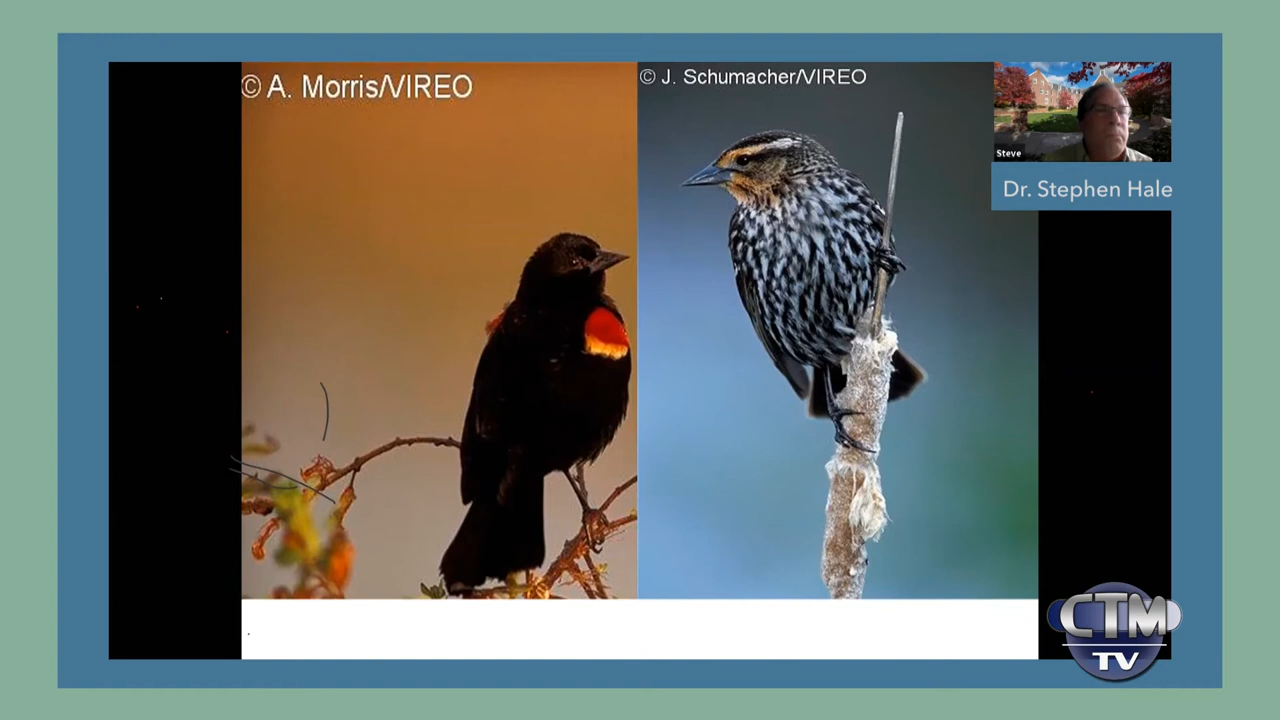 © A. Morris/VIREO
© J. Schumacher/VIREO
Steve
Dr. Stephen Hale
CTM
TV